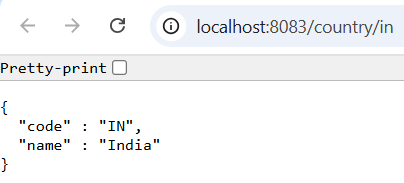 localhost:8083/country/in
Pretty-print
{
  "code" : "IN",
  "name" : "India"
}